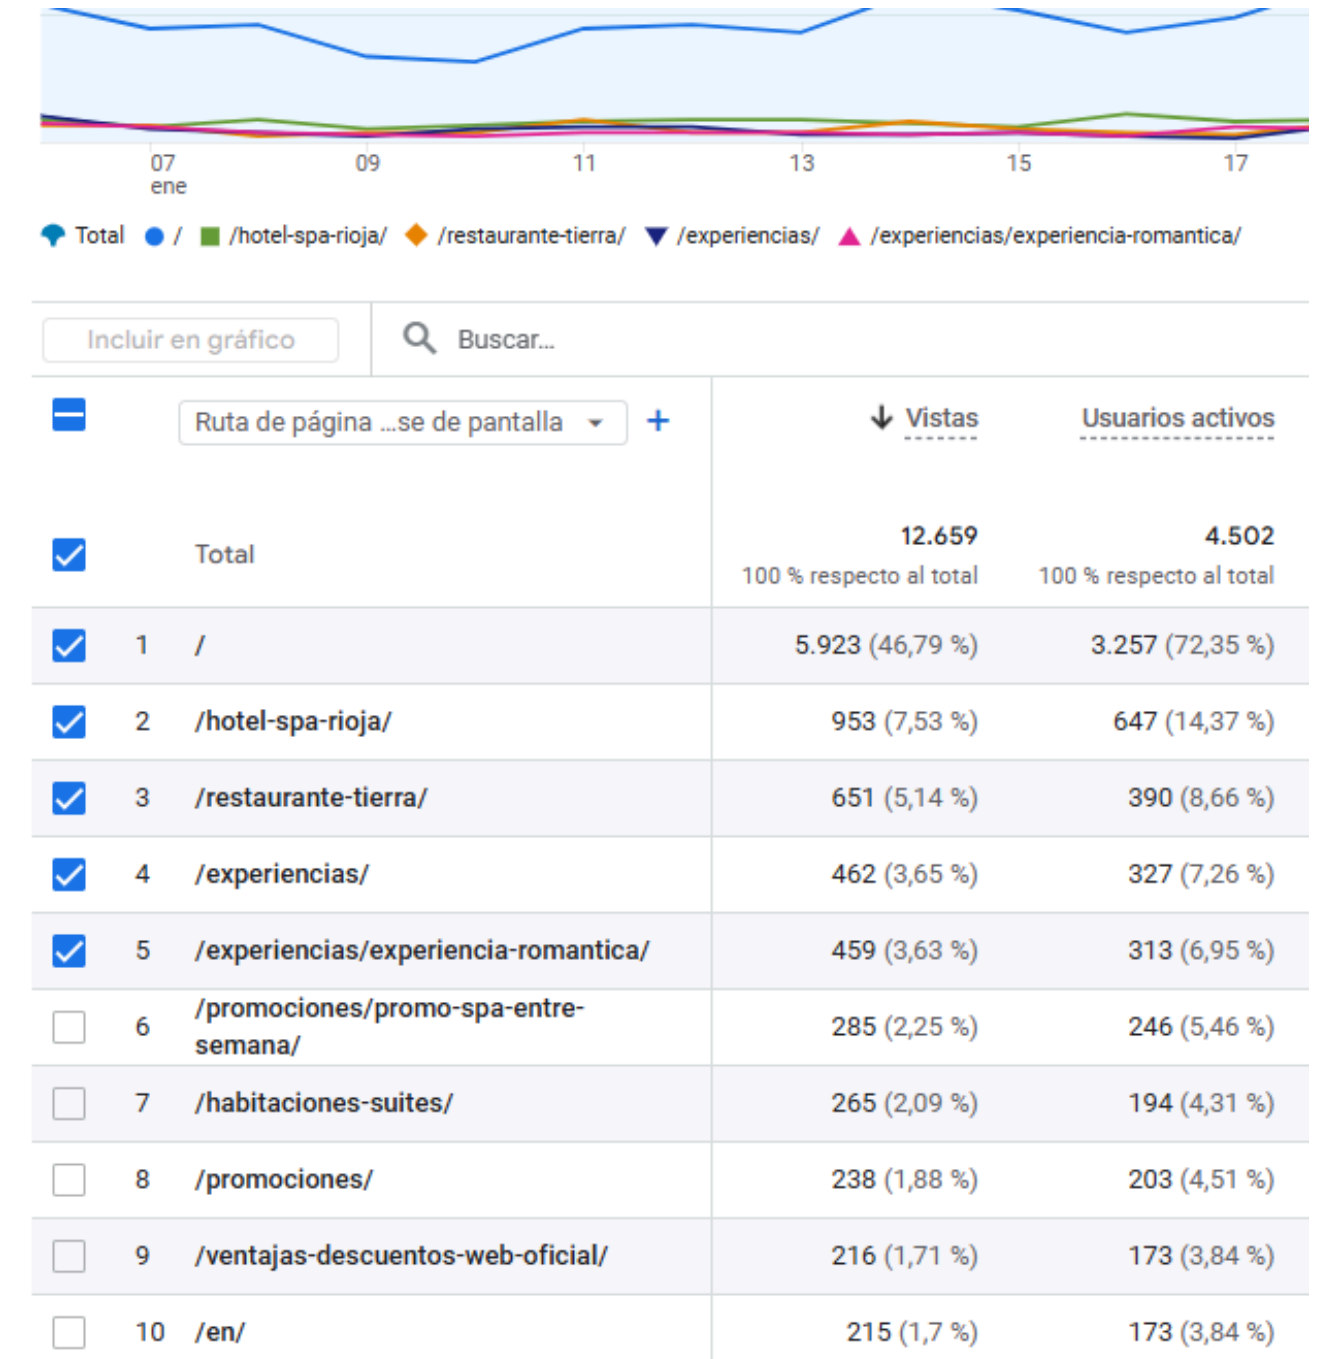 07 09 11 13 15 17
ene
Total / /hotel-spa-rioja/ /restaurante-tierra/ /experiencias/ /experiencias/experiencia-romantica/
Incluir en gráfico Buscar...
Ruta de página ...se de pantalla + Vistas Usuarios activos
12.659 4.502
Total
100 % respecto al total 100 % respecto al total
1 / 5.923 (46,79 %) 3.257 (72,35 %)
2 /hotel-spa-rioja/ 953 (7,53 %) 647 (14,37 %)
3 /restaurante-tierra/ 651 (5,14 %) 390 (8,66 %)
4 /experiencias/ 462 (3,65 %) 327 (7,26 %)
5 /experiencias/experiencia-romantica/ 459 (3,63 %) 313 (6,95 %)
6 /promociones/promo-spa-entre-
semana/ 285 (2,25 %) 246 (5,46 %)
7 /habitaciones-suites/ 265 (2,09 %) 194 (4,31 %)
8 /promociones/ 238 (1,88 %) 203 (4,51 %)
9 /ventajas-descuentos-web-oficial/ 216 (1,71 %) 173 (3,84 %)
10 /en/ 215 (1,7 %) 173 (3,84 %)